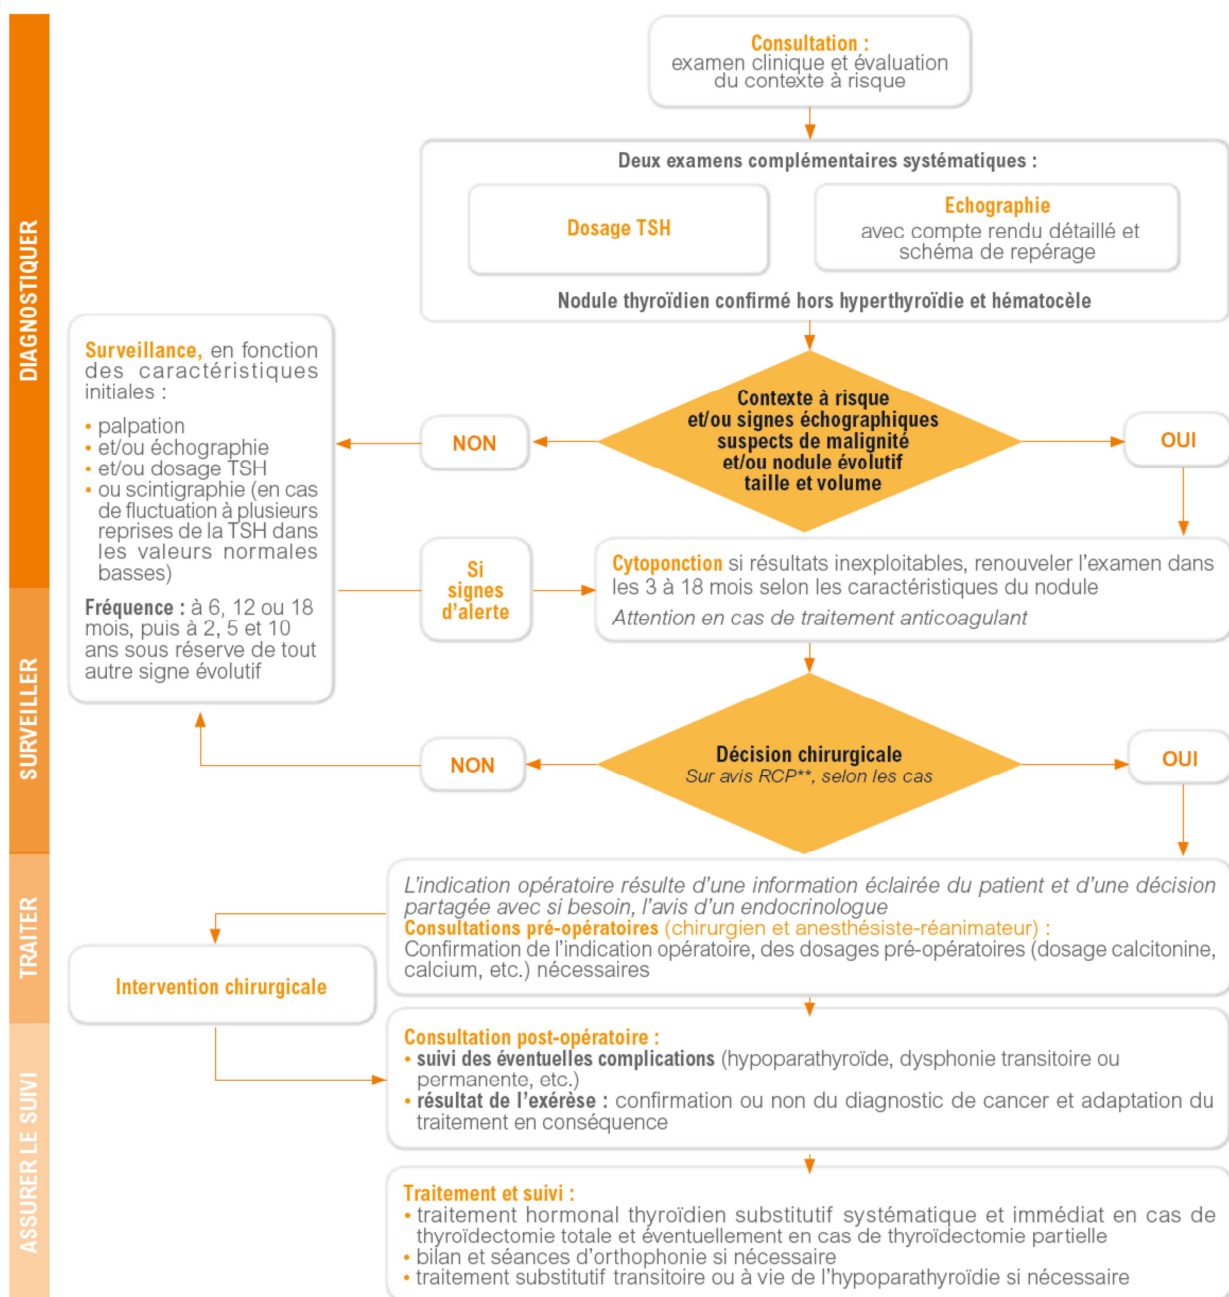 DIAGNOSTIQUER
SURVEILLER
TRAITER
ASSURER LE SUIVI
Consultation :
examen clinique et évaluation
du contexte à risque
Deux examens complémentaires systématiques :
Dosage TSH
Echographie
avec compte rendu détaillé et
schéma de repérage
Nodule thyroïdien confirmé hors hyperthyroïdie et hématocèle
Contexte à risque
et/ou signes échographiques
suspects de malignité
et/ou nodule évolutif
taille et volume
NON
OUI
Surveillance, en fonction
des caractéristiques
initiales :
• palpation
• et/ou échographie
• et/ou dosage TSH
• ou scintigraphie (en cas
de fluctuation à plusieurs
reprises de la TSH dans
les valeurs normales
basses)
Fréquence : à 6, 12 ou 18
mois, puis à 2, 5 et 10
ans sous réserve de tout
autre signe évolutif
Si
signes
d'alerte
Cytoponction si résultats inexploitables, renouveler l'examen dans
les 3 à 18 mois selon les caractéristiques du nodule
Attention en cas de traitement anticoagulant
Décision chirurgicale
Sur avis RCP**, selon les cas
NON
OUI
L'indication opératoire résulte d'une information éclairée du patient et d'une décision
partagée avec si besoin, l'avis d'un endocrinologue
Consultations pré-opératoires (chirurgien et anesthésiste-réanimateur) :
Confirmation de l'indication opératoire, des dosages pré-opératoires (dosage calcitonine,
calcium, etc.) nécessaires
Intervention chirurgicale
Consultation post-opératoire :
• suivi des éventuelles complications (hypoparathyroïde, dysphonie transitoire ou
permanente, etc.)
• résultat de l'exérèse : confirmation ou non du diagnostic de cancer et adaptation du
traitement en conséquence
Traitement et suivi :
• traitement hormonal thyroïdien substitutif systématique et immédiat en cas de
thyroïdectomie totale et éventuellement en cas de thyroïdectomie partielle
• bilan et séances d'orthophonie si nécessaire
• traitement substitutif transitoire ou à vie de l'hypoparathyroïdie si nécessaire